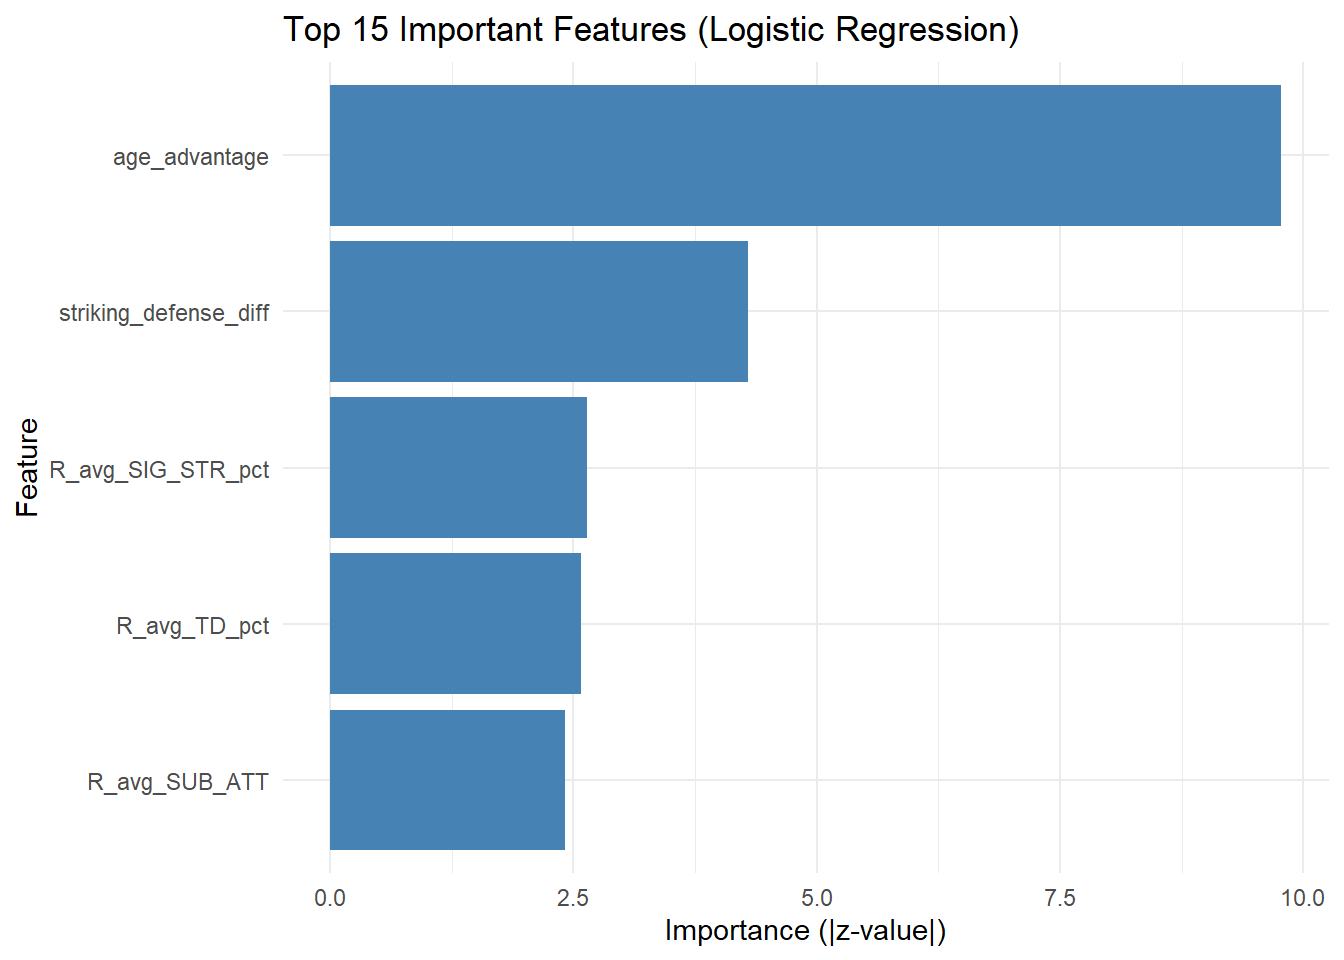 Top 15 Important Features (Logistic Regression)
age_advantage
striking_defense_diff
R_avg_SIG_STR_pct
R_avg_TD_pct
R_avg_SUB_ATT
Feature
0.0 2.5 5.0 7.5 10.0
Importance (|z-value|)